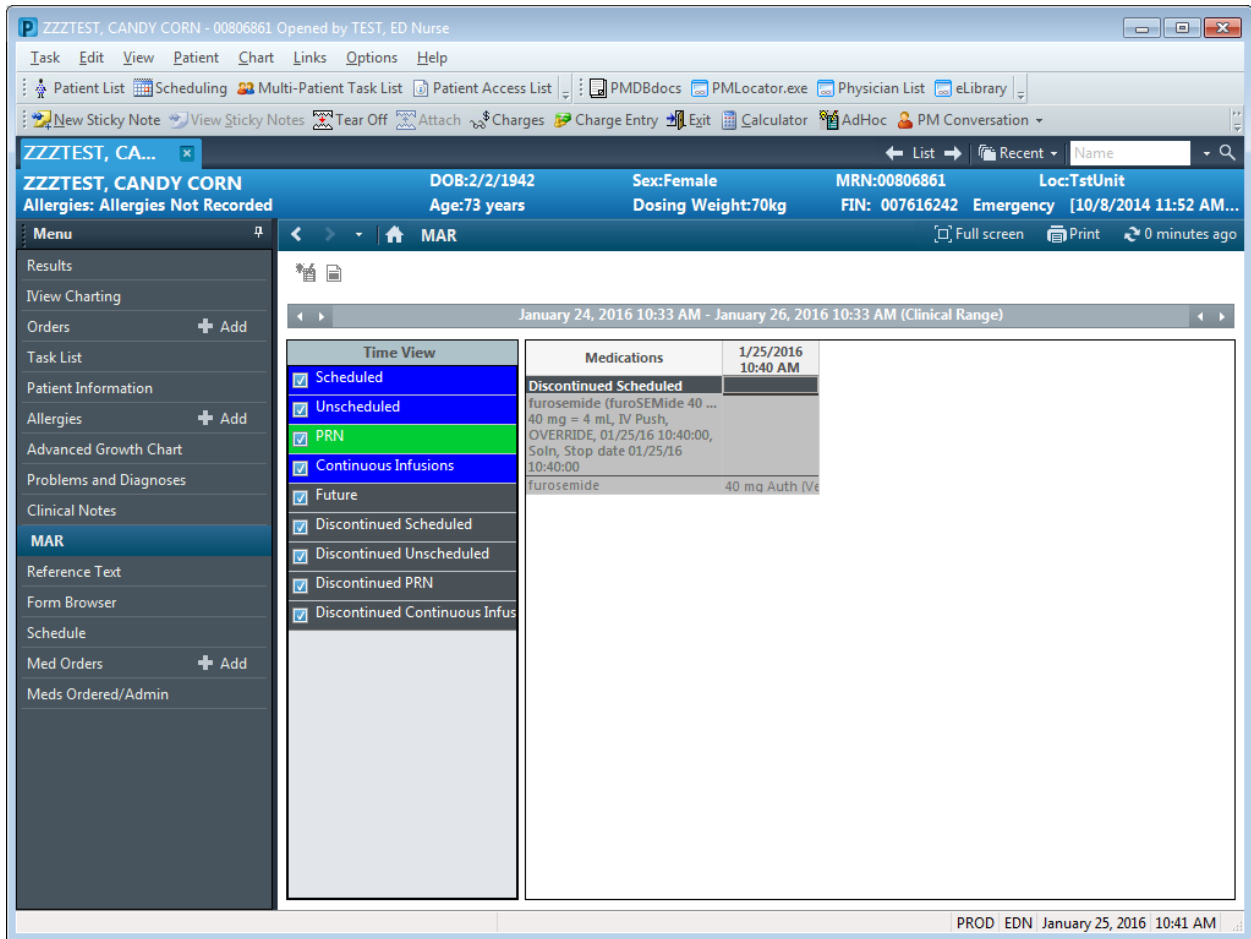 ZZZTEST, CANDY CORN - 00806861 Opened by TEST, ED Nurse
Task Edit View Patient Chart Links Options Help
Patient List Scheduling Multi-Patient Task List Patient Access List PMDBdocs PMLocator.exe Physician List eLibrary
New Sticky Note View Sticky Notes Tear Off Attach Charges Charge Entry Exit Calculator AdHoc PM Conversation
ZZZTEST, CA... List Recent Name
ZZZTEST, CANDY CORN DOB:2/2/1942 Sex:Female MRN:00806861 Loc:TstUnit
Allergies: Allergies Not Recorded Age:73 years Dosing Weight:70kg FIN: 007616242 Emergency [10/8/2014 11:52 AM...
Menu MAR Full screen Print 0 minutes ago
Results
IView Charting
Orders Add
Task List
Patient Information
Allergies Add
Advanced Growth Chart
Problems and Diagnoses
Clinical Notes
MAR
Reference Text
Form Browser
Schedule
Med Orders Add
Meds Ordered/Admin
January 24, 2016 10:33 AM - January 26, 2016 10:33 AM (Clinical Range)
Time View
Scheduled
Unscheduled
PRN
Continuous Infusions
Future
Discontinued Scheduled
Discontinued Unscheduled
Discontinued PRN
Discontinued Continuous Infus
Medications 1/25/2016
10:40 AM
Discontinued Scheduled
furosemide (furoSEMide 40 ...
40 mg = 4 mL, IV Push,
OVERRIDE, 01/25/16 10:40:00,
Soln, Stop date 01/25/16
10:40:00
furosemide 40 mg Auth (Ve
PROD EDN January 25, 2016 10:41 AM